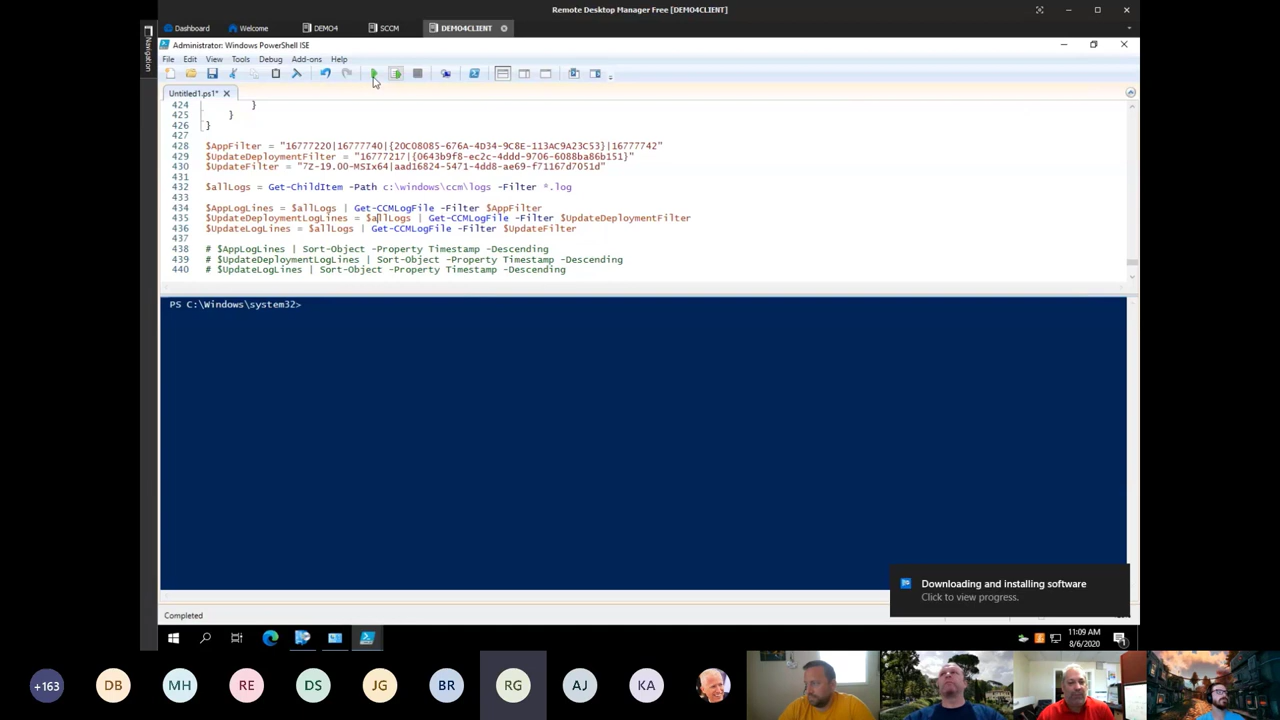 Remote Desktop Manager Free [DEMO4CLIENT]
Navigation
Dashboard
Welcome
DEMO4
SCCM
DEMO4CLIENT
Administrator: Windows PowerShell ISE
File Edit View Tools Debug Add-ons Help
Untitled1.ps1*
424 }
425 }
426 }
427
428 $AppFilter = "16777220|16777740|{20C08085-676A-4D34-9C8E-113AC9A23C53}|16777742"
429 $UpdateDeploymentFilter = "16777217|{0643b9f8-ec2c-4ddd-9706-6088ba86b151}"
430 $UpdateFilter = "7Z-19.00-MSIx64|aad16824-5471-4dd8-ae69-f71167d7051d"
431
432 $allLogs = Get-ChildItem -Path c:\windows\ccm\logs -Filter *.log
433
434 $AppLogLines = $allLogs | Get-CCMLogFile -Filter $AppFilter
435 $UpdateDeploymentLogLines = $allLogs | Get-CCMLogFile -Filter $UpdateDeploymentFilter
436 $UpdateLogLines = $allLogs | Get-CCMLogFile -Filter $UpdateFilter
437
438 # $AppLogLines | Sort-Object -Property Timestamp -Descending
439 # $UpdateDeploymentLogLines | Sort-Object -Property Timestamp -Descending
440 # $UpdateLogLines | Sort-Object -Property Timestamp -Descending
PS C:\Windows\system32>
Downloading and installing software
Click to view progress.
Completed
11:09 AM
8/6/2020
1
+163
DB
MH
RE
DS
JG
BR
RG
AJ
KA